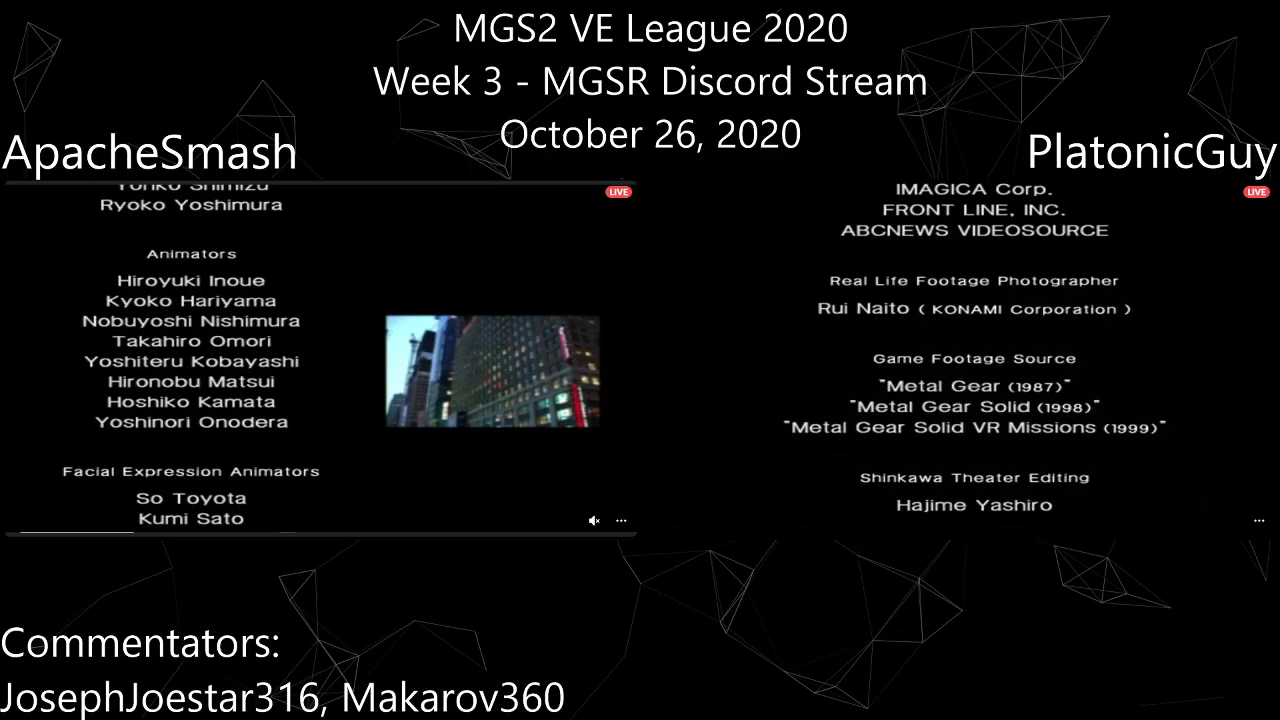 MGS2 VE League 2020
Week 3 - MGSR Discord Stream
October 26, 2020
ApacheSmash
PlatonicGuy
Yoriko Shimizu
Ryoko Yoshimura
Animators
Hiroyuki Inoue
Kyoko Hariyama
Nobuyoshi Nishimura
Takahiro Omori
Yoshiteru Kobayashi
Hironobu Matsui
Hoshiko Kamata
Yoshinori Onodera
Facial Expression Animators
So Toyota
Kumi Sato
LIVE
IMAGICA Corp.
FRONT LINE, INC.
ABCNEWS VIDEOSOURCE
Real Life Footage Photographer
Rui Naito ( KONAMI Corporation )
Game Footage Source
"Metal Gear (1987)"
"Metal Gear Solid (1998)"
"Metal Gear Solid VR Missions (1999)"
Shinkawa Theater Editing
Hajime Yashiro
LIVE
Commentators:
JosephJoestar316, Makarov360